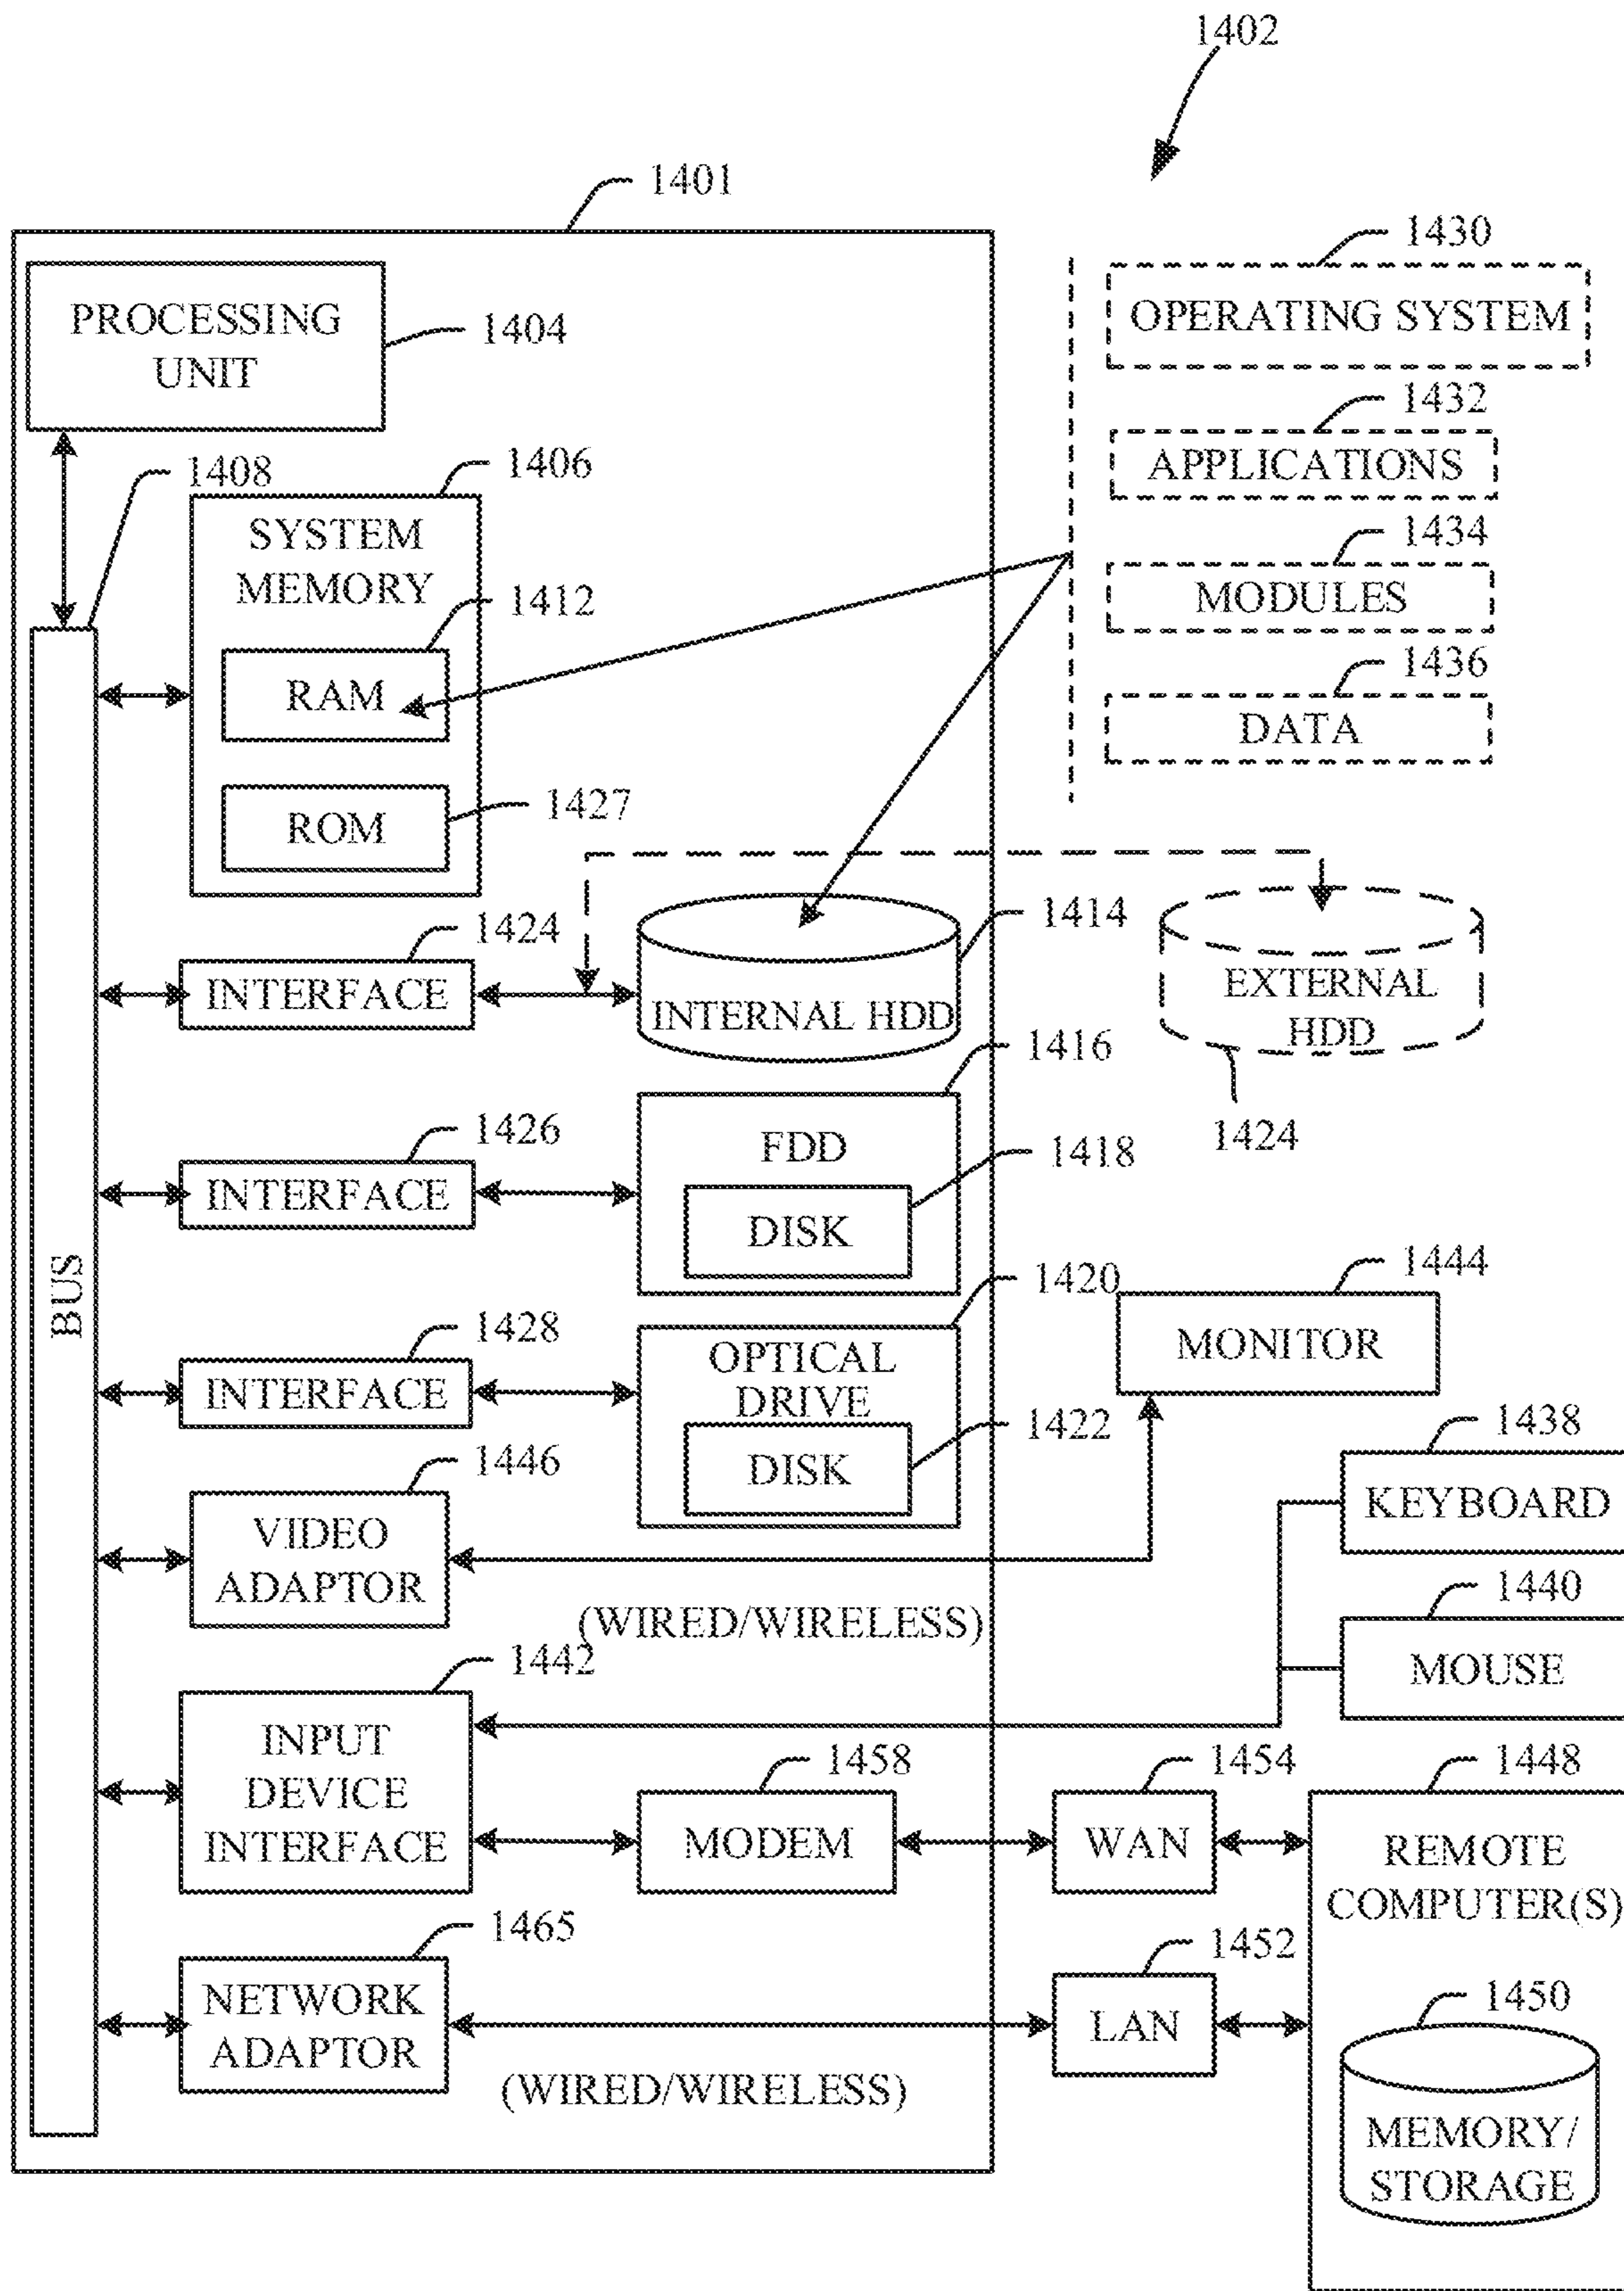 1402
1401
1430
OPERATING SYSTEM
PROCESSING
UNIT
1404
1432
APPLICATIONS
1408
1406
SYSTEM
MEMORY
1434
MODULES
1412
RAM
1436
DATA
1427
ROM
1424
INTERFACE
1414
INTERNAL HDD
EXTERNAL
HDD
1424
1416
FDD
1426
INTERFACE
1418
DISK
BUS
1420
OPTICAL
DRIVE
1444
MONITOR
1428
INTERFACE
1422
DISK
1438
KEYBOARD
1446
VIDEO
ADAPTOR
(WIRED/WIRELESS)
1440
MOUSE
1442
INPUT
DEVICE
INTERFACE
1458
MODEM
1454
WAN
1448
REMOTE
COMPUTER(S)
1465
NETWORK
ADAPTOR
(WIRED/WIRELESS)
1452
LAN
1450
MEMORY/
STORAGE